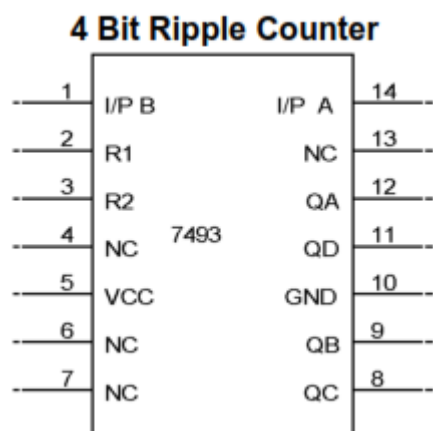 4 Bit Ripple Counter
1 I/P B I/P A 14
2 R1 NC 13
3 R2 QA 12
7493
4 NC QD 11
5 VCC GND 10
6 NC QB 9
7 NC QC 8